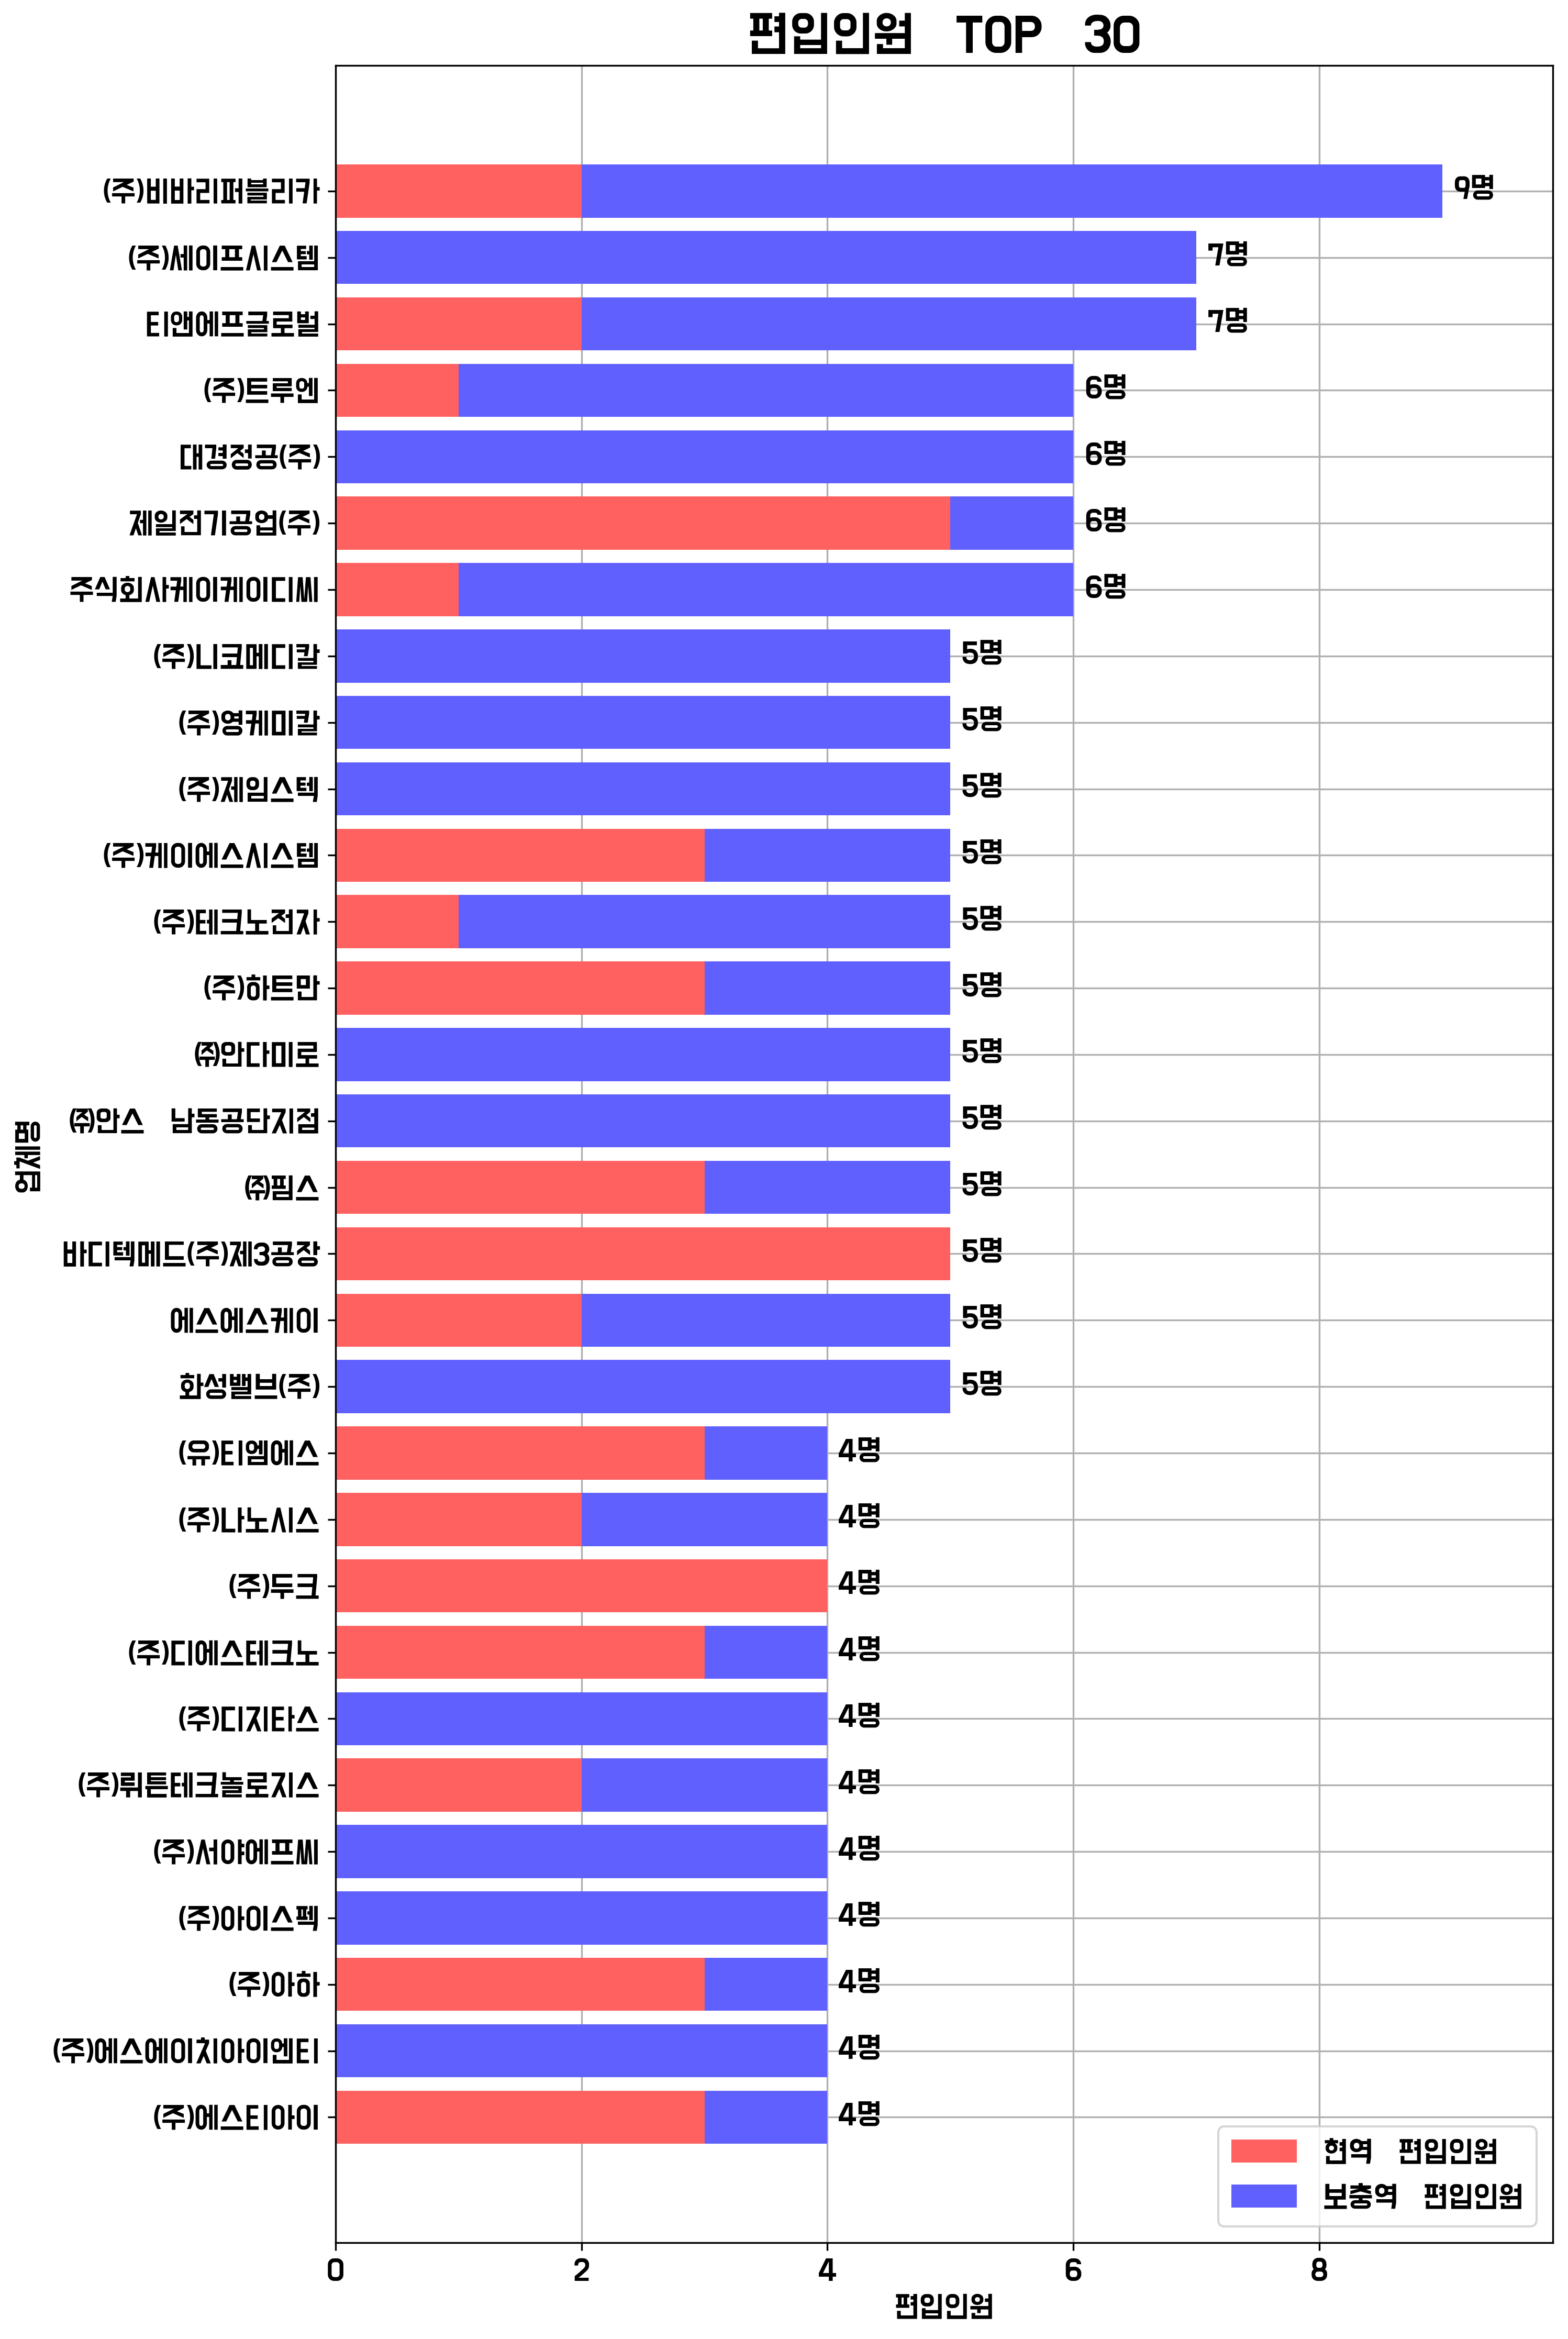 편입인원 TOP 30
(주)비바리퍼블리카 9명
(주)세이프시스템 7명
티앤에프글로벌 7명
(주)트루엔 6명
대경정공(주) 6명
제일전기공업(주) 6명
주식회사케이케이디씨 6명
(주)니코메디칼 5명
(주)영케미칼 5명
(주)제임스텍 5명
(주)케이에스시스템 5명
(주)테크노전자 5명
(주)하트만 5명
㈜안다미로 5명
㈜안스 남동공단지점 5명
㈜핌스 5명
바디텍메드(주)제3공장 5명
에스에스케이 5명
화성밸브(주) 5명
(유)티엠에스 4명
(주)나노시스 4명
(주)두크 4명
(주)디에스테크노 4명
(주)디지타스 4명
(주)뤼튼테크놀로지스 4명
(주)서야에프씨 4명
(주)아이스펙 4명
(주)아하 4명
(주)에스에이치아이엔티 4명
(주)에스티아이 4명
업체명
현역 편입인원
보충역 편입인원
0 2 4 6 8
편입인원